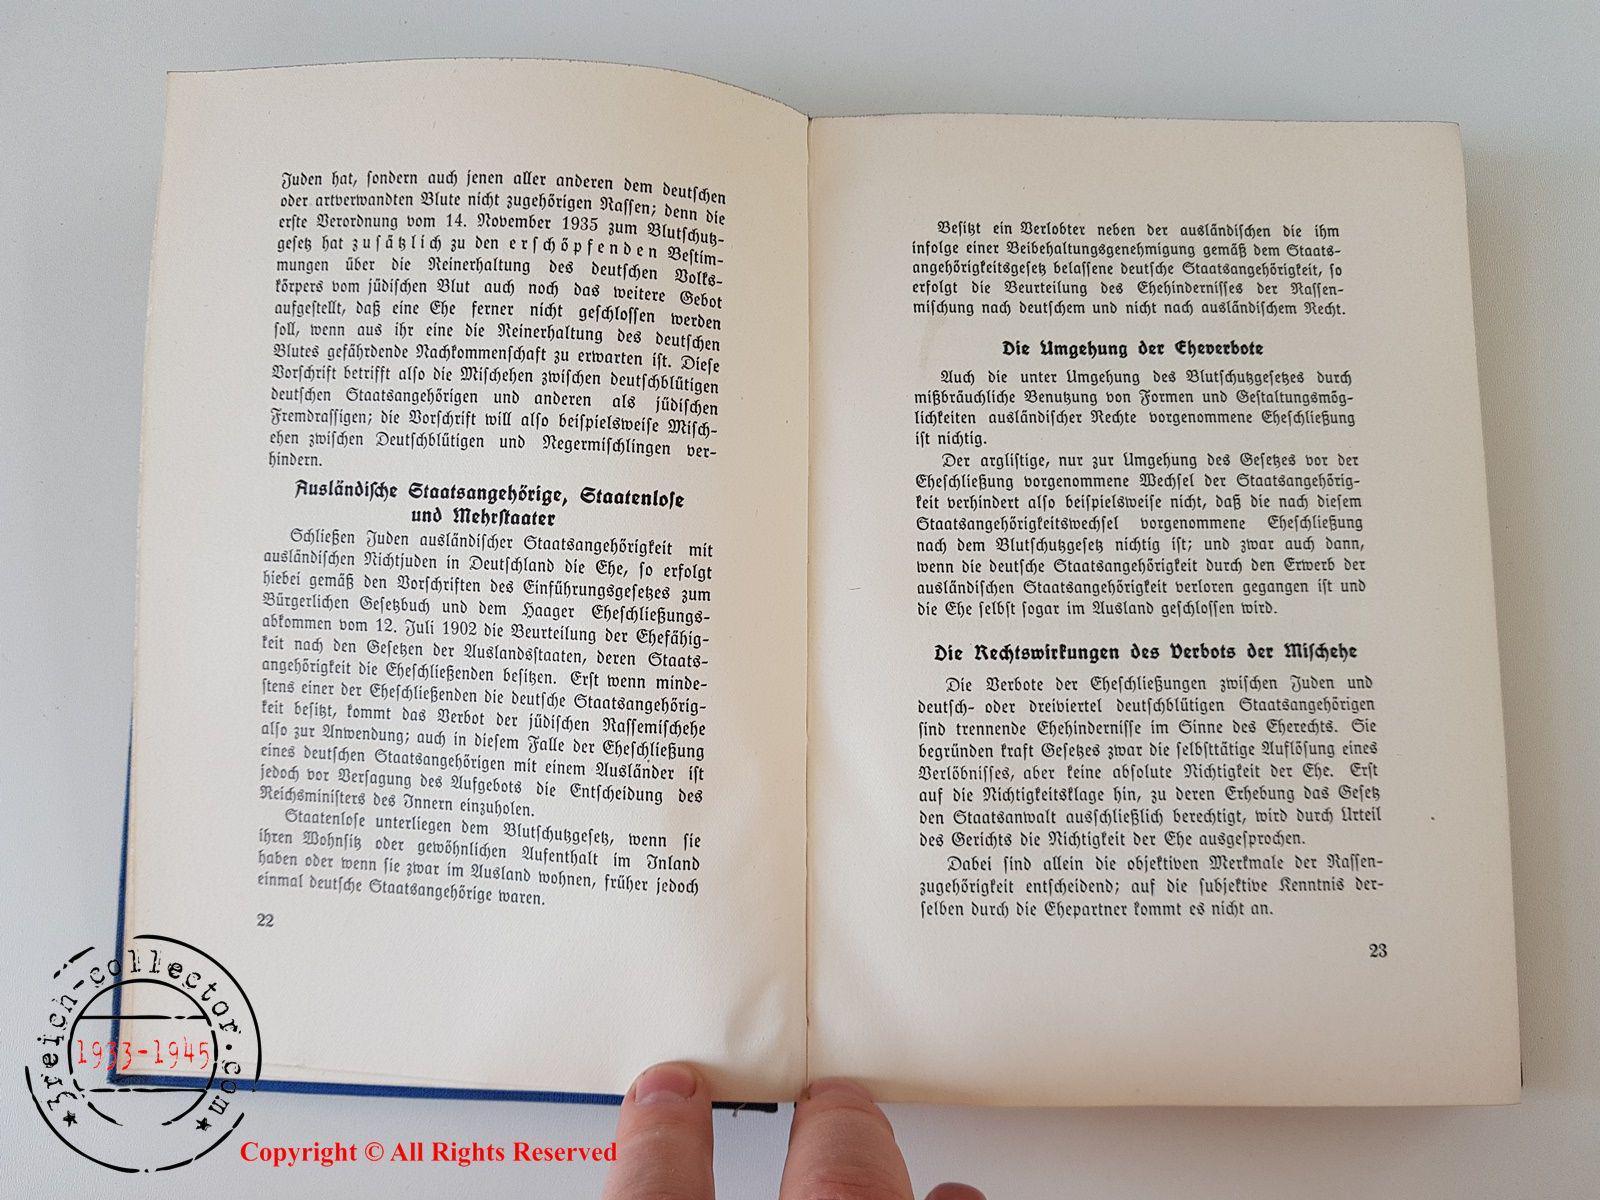 Juden hat, sondern auch jenen aller anderen dem deutschen
oder artverwandten Blute nicht zugehörigen Rassen; denn die
erste Verordnung vom 14. November 1935 zum Blutschutz-
gesetz hat zusätzlich zu den erschöpfenden Bestim-
mungen über die Reinerhaltung des deutschen Volks-
körpers vom jüdischen Blut auch noch das weitere Gebot
aufgestellt, daß eine Ehe ferner nicht geschlossen werden
soll, wenn aus ihr eine die Reinerhaltung des deutschen
Blutes gefährdende Nachkommenschaft zu erwarten ist. Diese
Vorschrift betrifft also die Mischehen zwischen deutschblütigen
deutschen Staatsangehörigen und anderen als jüdischen
Fremdrassigen; die Vorschrift will also beispielsweise Misch-
ehen zwischen Deutschblütigen und Negermischlingen ver-
hindern.
Ausländische Staatsangehörige, Staatenlose
und Mehrstaater
Schließen Juden ausländischer Staatsangehörigkeit mit
ausländischen Nichtjuden in Deutschland die Ehe, so erfolgt
hiebei gemäß den Vorschriften des Einführungsgesetzes zum
Bürgerlichen Gesetzbuch und dem Haager Eheschließungs-
abkommen vom 12. Juli 1902 die Beurteilung der Ehefähig-
keit nach den Gesetzen der Auslandsstaaten, deren Staats-
angehörigkeit die Eheschließenden besitzen. Erst wenn minde-
stens einer der Eheschließenden die deutsche Staatsangehörig-
keit besitzt, kommt das Verbot der jüdischen Rassemischehe
also zur Anwendung; auch in diesem Falle der Eheschließung
eines deutschen Staatsangehörigen mit einem Ausländer ist
jedoch vor Versagung des Aufgebots die Entscheidung des
Reichsministers des Innern einzuholen.
Staatenlose unterliegen dem Blutschutzgesetz, wenn sie
ihren Wohnsitz oder gewöhnlichen Aufenthalt im Inland
haben oder wenn sie zwar im Ausland wohnen, früher jedoch
einmal deutsche Staatsangehörige waren.
22
Besitzt ein Verlobter neben der ausländischen die ihm
infolge einer Beibehaltungsgenehmigung gemäß dem Staats-
angehörigkeitsgesetz belassene deutsche Staatsangehörigkeit, so
erfolgt die Beurteilung des Ehehindernisses der Rassen-
mischung nach deutschem und nicht nach ausländischem Recht.
Die Umgehung der Eheverbote
Auch die unter Umgehung des Blutschutzgesetzes durch
mißbräuchliche Benutzung von Formen und Gestaltungsmög-
lichkeiten ausländischer Rechte vorgenommene Eheschließung
ist nichtig.
Der arglistige, nur zur Umgehung des Gesetzes vor der
Eheschließung vorgenommene Wechsel der Staatsangehörig-
keit verhindert also beispielsweise nicht, daß die nach diesem
Staatsangehörigkeitswechsel vorgenommene Eheschließung
nach dem Blutschutzgesetz nichtig ist; und zwar auch dann,
wenn die deutsche Staatsangehörigkeit durch den Erwerb der
ausländischen Staatsangehörigkeit verloren gegangen ist und
die Ehe selbst sogar im Ausland geschlossen wird.
Die Rechtswirkungen des Verbots der Mischehe
Die Verbote der Eheschließungen zwischen Juden und
deutsch- oder dreiviertel deutschblütigen Staatsangehörigen
sind trennende Ehehindernisse im Sinne des Eherechts. Sie
begründen kraft Gesetzes zwar die selbsttätige Auflösung eines
Verlöbnisses, aber keine absolute Nichtigkeit der Ehe. Erst
auf die Nichtigkeitsklage hin, zu deren Erhebung das Gesetz
den Staatsanwalt ausschließlich berechtigt, wird durch Urteil
des Gerichts die Nichtigkeit der Ehe ausgesprochen.
Dabei sind allein die objektiven Merkmale der Rassen-
zugehörigkeit entscheidend; auf die subjektive Kenntnis der-
selben durch die Ehepartner kommt es nicht an.
23
3reich-collector.com
1933-1945
Copyright © All Rights Reserved